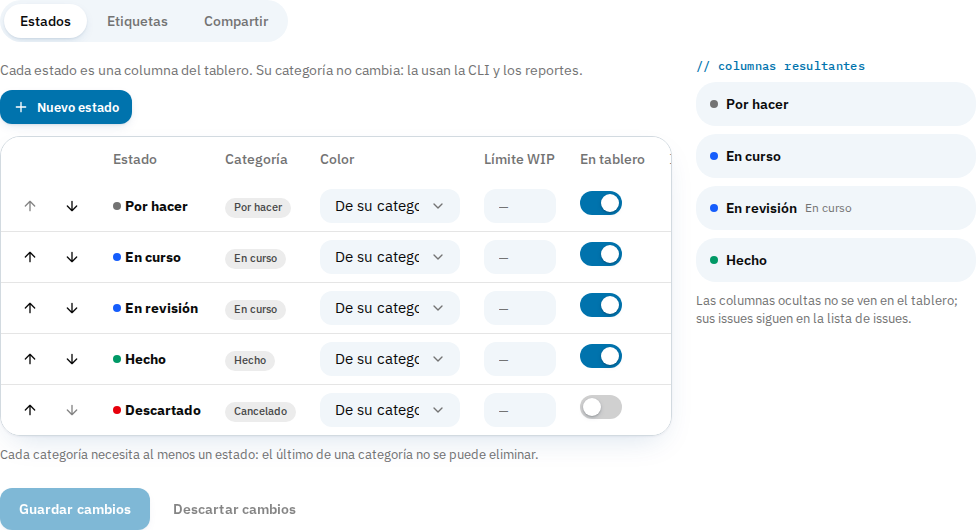 Estados Etiquetas Compartir
Cada estado es una columna del tablero. Su categoría no cambia: la usan la CLI y los reportes.
+ Nuevo estado
Estado Categoría Color Límite WIP En tablero
Por hacer Por hacer De su catego —
En curso En curso De su catego —
En revisión En curso De su catego —
Hecho Hecho De su catego —
Descartado Cancelado De su catego —
Cada categoría necesita al menos un estado: el último de una categoría no se puede eliminar.
Guardar cambios Descartar cambios
// columnas resultantes
Por hacer
En curso
En revisión En curso
Hecho
Las columnas ocultas no se ven en el tablero;
sus issues siguen en la lista de issues.